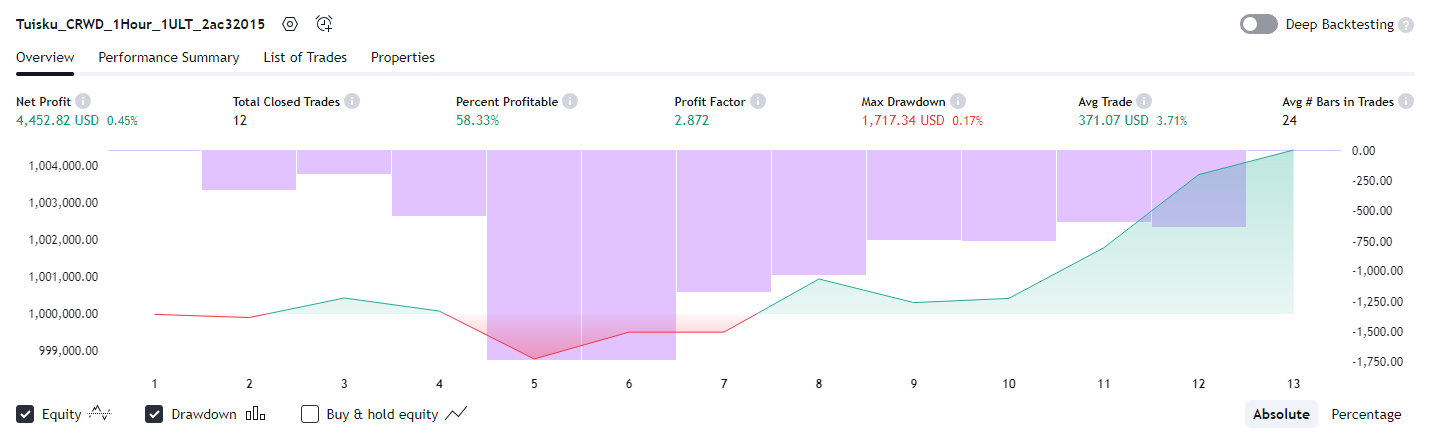 Tuisku_CRWD_1Hour_1ULT_2ac32015
Deep Backtesting ?
Overview Performance Summary List of Trades Properties
Net Profit Total Closed Trades Percent Profitable Profit Factor Max Drawdown Avg Trade Avg # Bars in Trades
4,452.82 USD 0.45% 12 58.33% 2.872 1,717.34 USD 0.17% 371.07 USD 3.71% 24
1,004,000.00
1,003,000.00
1,002,000.00
1,001,000.00
1,000,000.00
999,000.00
0.00
-250.00
-500.00
-750.00
-1,000.00
-1,250.00
-1,500.00
-1,750.00
1 2 3 4 5 6 7 8 9 10 11 12 13
Equity Drawdown Buy & hold equity Absolute Percentage